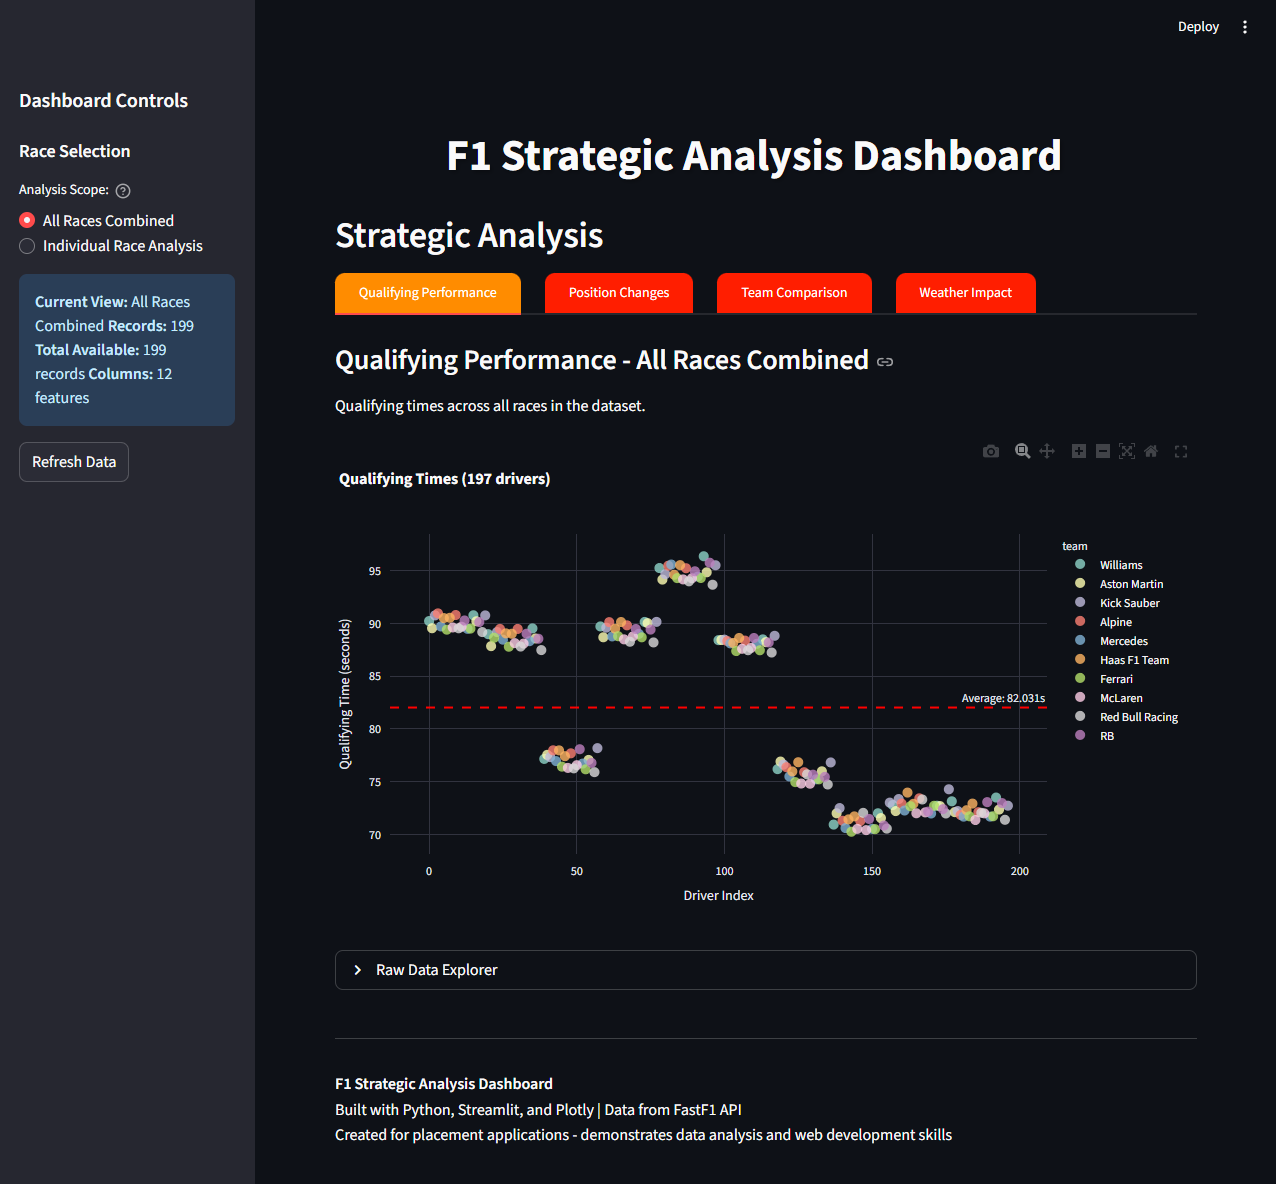 Deploy
Dashboard Controls
Race Selection
Analysis Scope:
All Races Combined
Individual Race Analysis
Current View: All Races
Combined Records: 199
Total Available: 199
records Columns: 12
features
Refresh Data
F1 Strategic Analysis Dashboard
Strategic Analysis
Qualifying Performance
Position Changes
Team Comparison
Weather Impact
Qualifying Performance - All Races Combined
Qualifying times across all races in the dataset.
Qualifying Times (197 drivers)
Qualifying Time (seconds)
95
90
85
80
75
70
Average: 82.031s
0
50
100
150
200
Driver Index
team
Williams
Aston Martin
Kick Sauber
Alpine
Mercedes
Haas F1 Team
Ferrari
McLaren
Red Bull Racing
RB
Raw Data Explorer
F1 Strategic Analysis Dashboard
Built with Python, Streamlit, and Plotly | Data from FastF1 API
Created for placement applications - demonstrates data analysis and web development skills